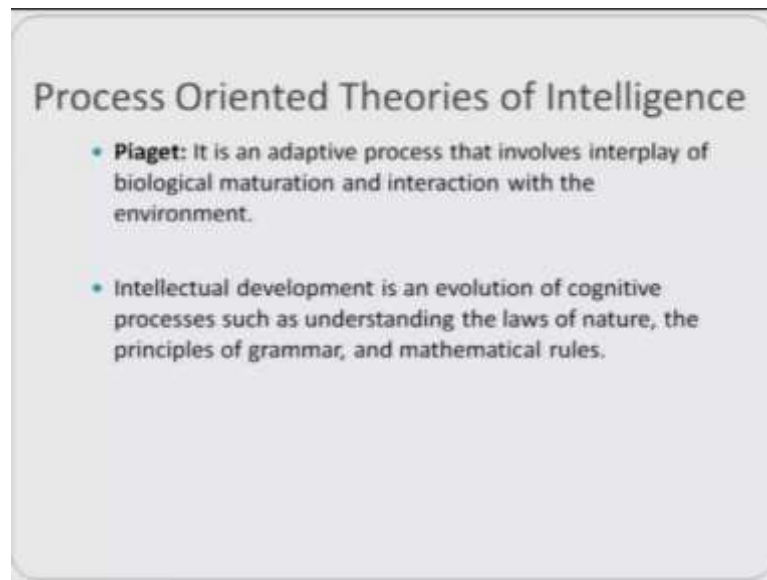 Process Oriented Theories of Intelligence
• Piaget: It is an adaptive process that involves interplay of
biological maturation and interaction with the
environment.
• Intellectual development is an evolution of cognitive
processes such as understanding the laws of nature, the
principles of grammar, and mathematical rules.